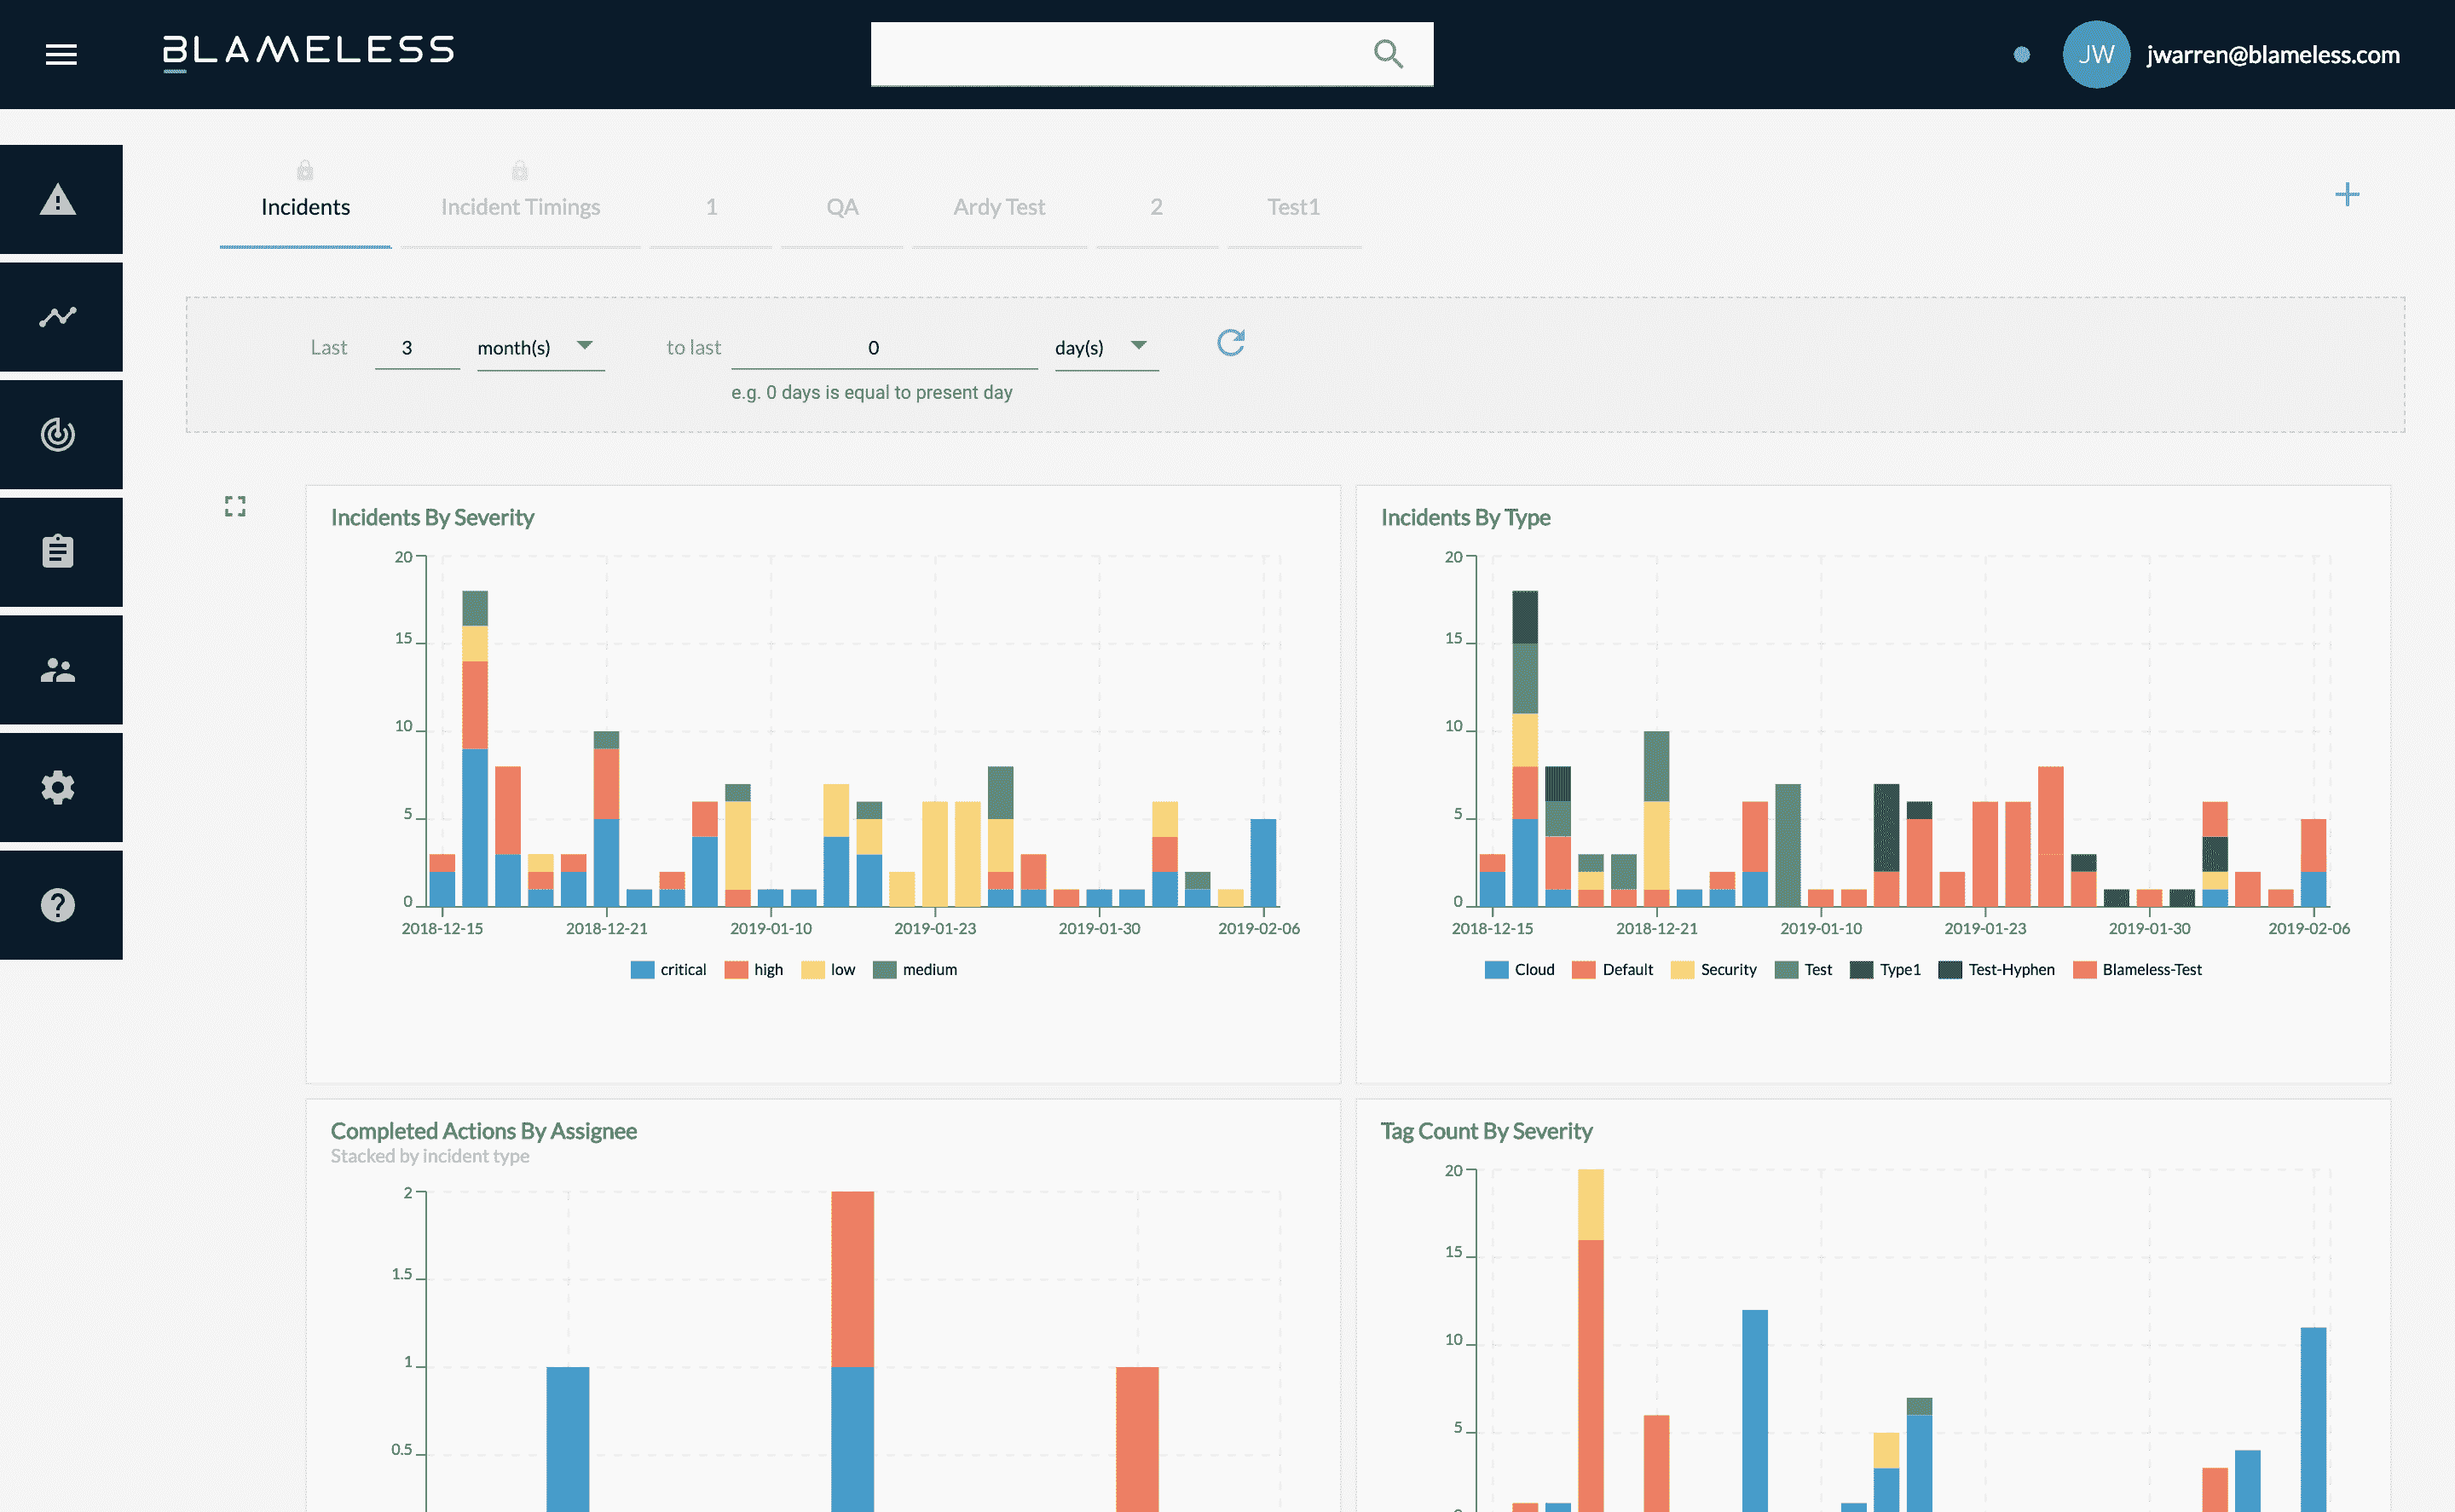 BLAMELESS
JW jwarren@blameless.com
Incidents Incident Timings 1 QA Ardy Test 2 Test1
Last 3 month(s) to last 0 day(s)
e.g. 0 days is equal to present day
Incidents By Severity
20
15
10
5
0
2018-12-15 2018-12-21 2019-01-10 2019-01-23 2019-01-30 2019-02-06
critical high low medium
Incidents By Type
20
15
10
5
0
2018-12-15 2018-12-21 2019-01-10 2019-01-23 2019-01-30 2019-02-06
Cloud Default Security Test Type1 Test-Hyphen Blameless-Test
Completed Actions By Assignee
Stacked by incident type
2
1.5
1
0.5
Tag Count By Severity
20
15
10
5